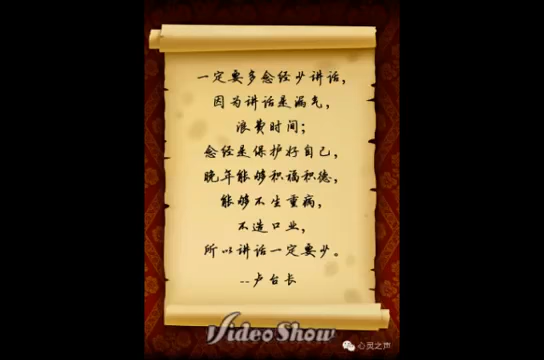 一定要多念经少讲话，
因为讲话是漏气，
浪费时间；
念经是保护好自己，
晚年能够积福积德，
能够不生重病，
不造口业，
所以讲话一定要少。
--卢台长
VideoShow
心灵之声